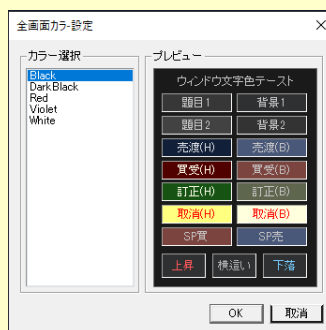 全画面カラｰ設定
カラー選択
Black
DarkBlack
Red
Violet
White
プレビュー
ウィンドウ文字色テースト
題目1 背景1
題目2 背景2
売渡(H) 売渡(B)
買受(H) 買受(B)
訂正(H) 訂正(B)
取消(H) 取消(B)
SP買 SP売
上昇 横這い 下落
OK 取消